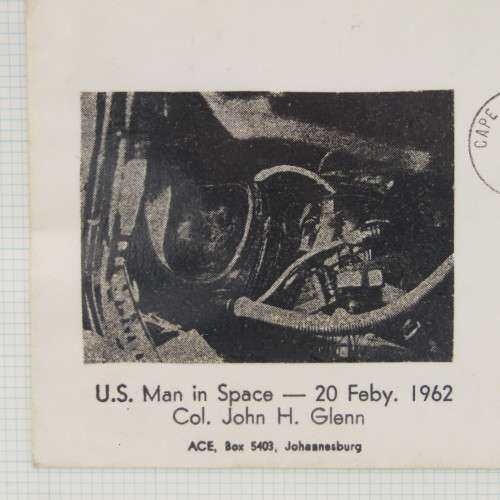 CAPE
U.S. Man in Space — 20 Feby. 1962
Col. John H. Glenn
ACE, Box 5403, Johannesburg